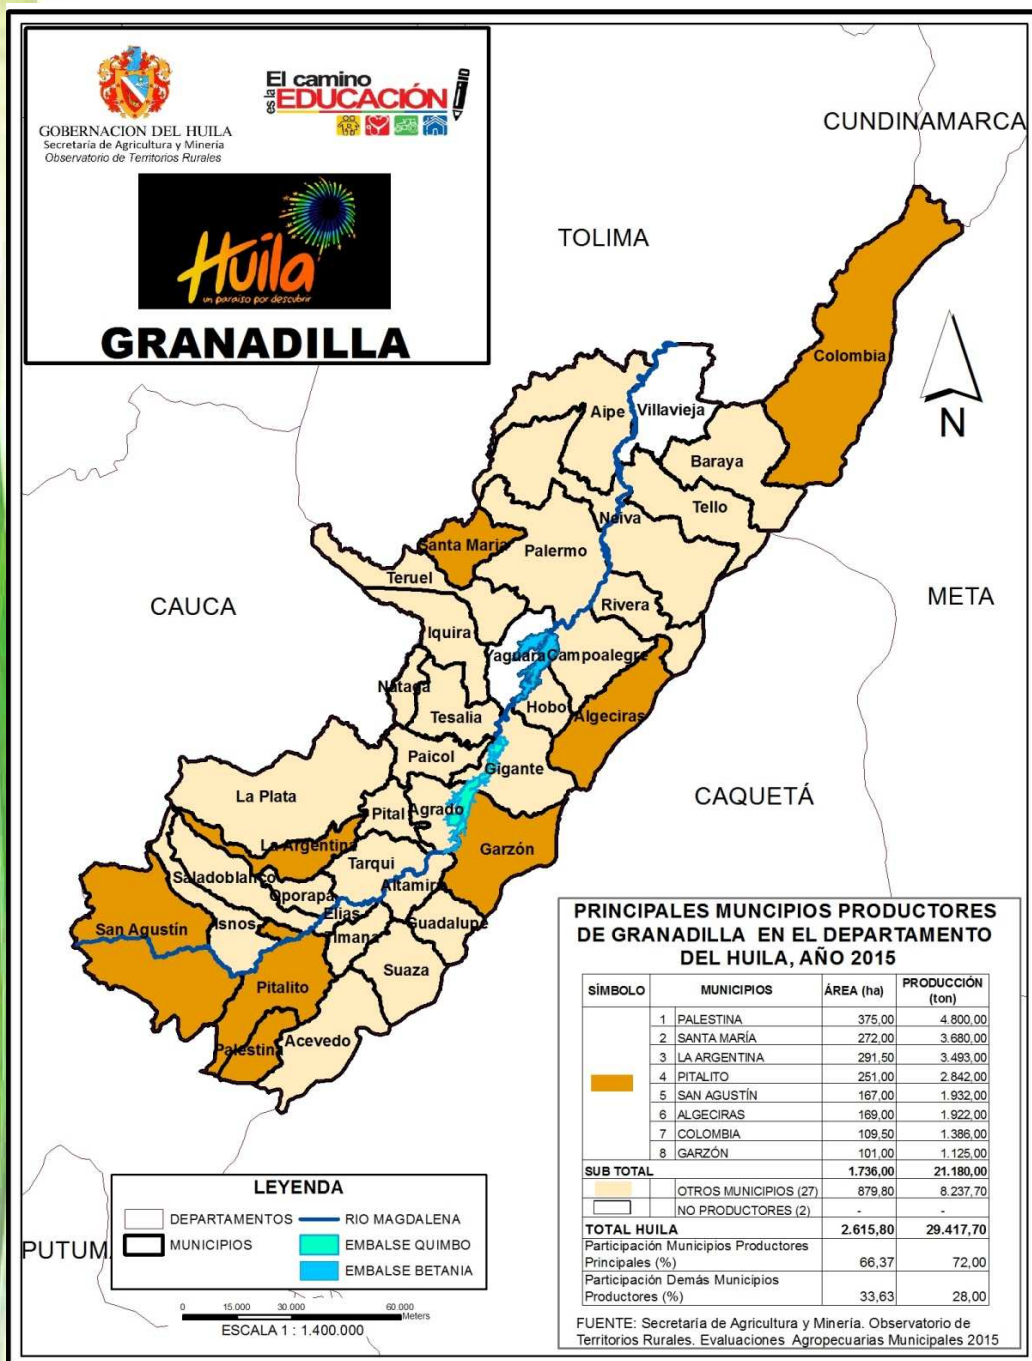 GOBERNACION DEL HUILA
Secretaría de Agricultura y Minería
Observatorio de Territorios Rurales
El camino
es la EDUCACIÓN
Huila
un paraíso por descubrir
GRANADILLA
CUNDINAMARCA
TOLIMA
Colombia
N
Aipe
Villavieja
Baraya
Tello
Neiva
Santa Maria
Palermo
Teruel
META
CAUCA
Rivera
Iquira
Yaguara
Campoalegre
Nátaga
Hobo
Algeciras
Tesalia
Paicol
Gigante
CAQUETÁ
La Plata
Pital
Agrado
La Argentina
Garzón
Tarqui
Saladoblanco
Altamira
Oporapa
Elías
Isnos
San Agustín
Timana
Guadalupe
Suaza
Pitalito
Acevedo
Palestina
PUTUM
PRINCIPALES MUNCIPIOS PRODUCTORES
DE GRANADILLA EN EL DEPARTAMENTO
DEL HUILA, AÑO 2015
SÍMBOLO MUNICIPIOS ÁREA (ha) PRODUCCIÓN (ton)
1 PALESTINA 375,00 4.800,00
2 SANTA MARÍA 272,00 3.680,00
3 LA ARGENTINA 291,50 3.493,00
4 PITALITO 251,00 2.842,00
5 SAN AGUSTÍN 167,00 1.932,00
6 ALGECIRAS 169,00 1.922,00
7 COLOMBIA 109,50 1.386,00
8 GARZÓN 101,00 1.125,00
SUB TOTAL 1.736,00 21.180,00
OTROS MUNICIPIOS (27) 879,80 8.237,70
NO PRODUCTORES (2) - -
TOTAL HUILA 2.615,80 29.417,70
Participación Municipios Productores
Principales (%) 66,37 72,00
Participación Demás Municipios
Productores (%) 33,63 28,00
FUENTE: Secretaría de Agricultura y Minería. Observatorio de
Territorios Rurales. Evaluaciones Agropecuarias Municipales 2015
LEYENDA
DEPARTAMENTOS
RIO MAGDALENA
MUNICIPIOS
EMBALSE QUIMBO
EMBALSE BETANIA
0 15.000 30.000 60.000
Meters
ESCALA 1 : 1.400.000